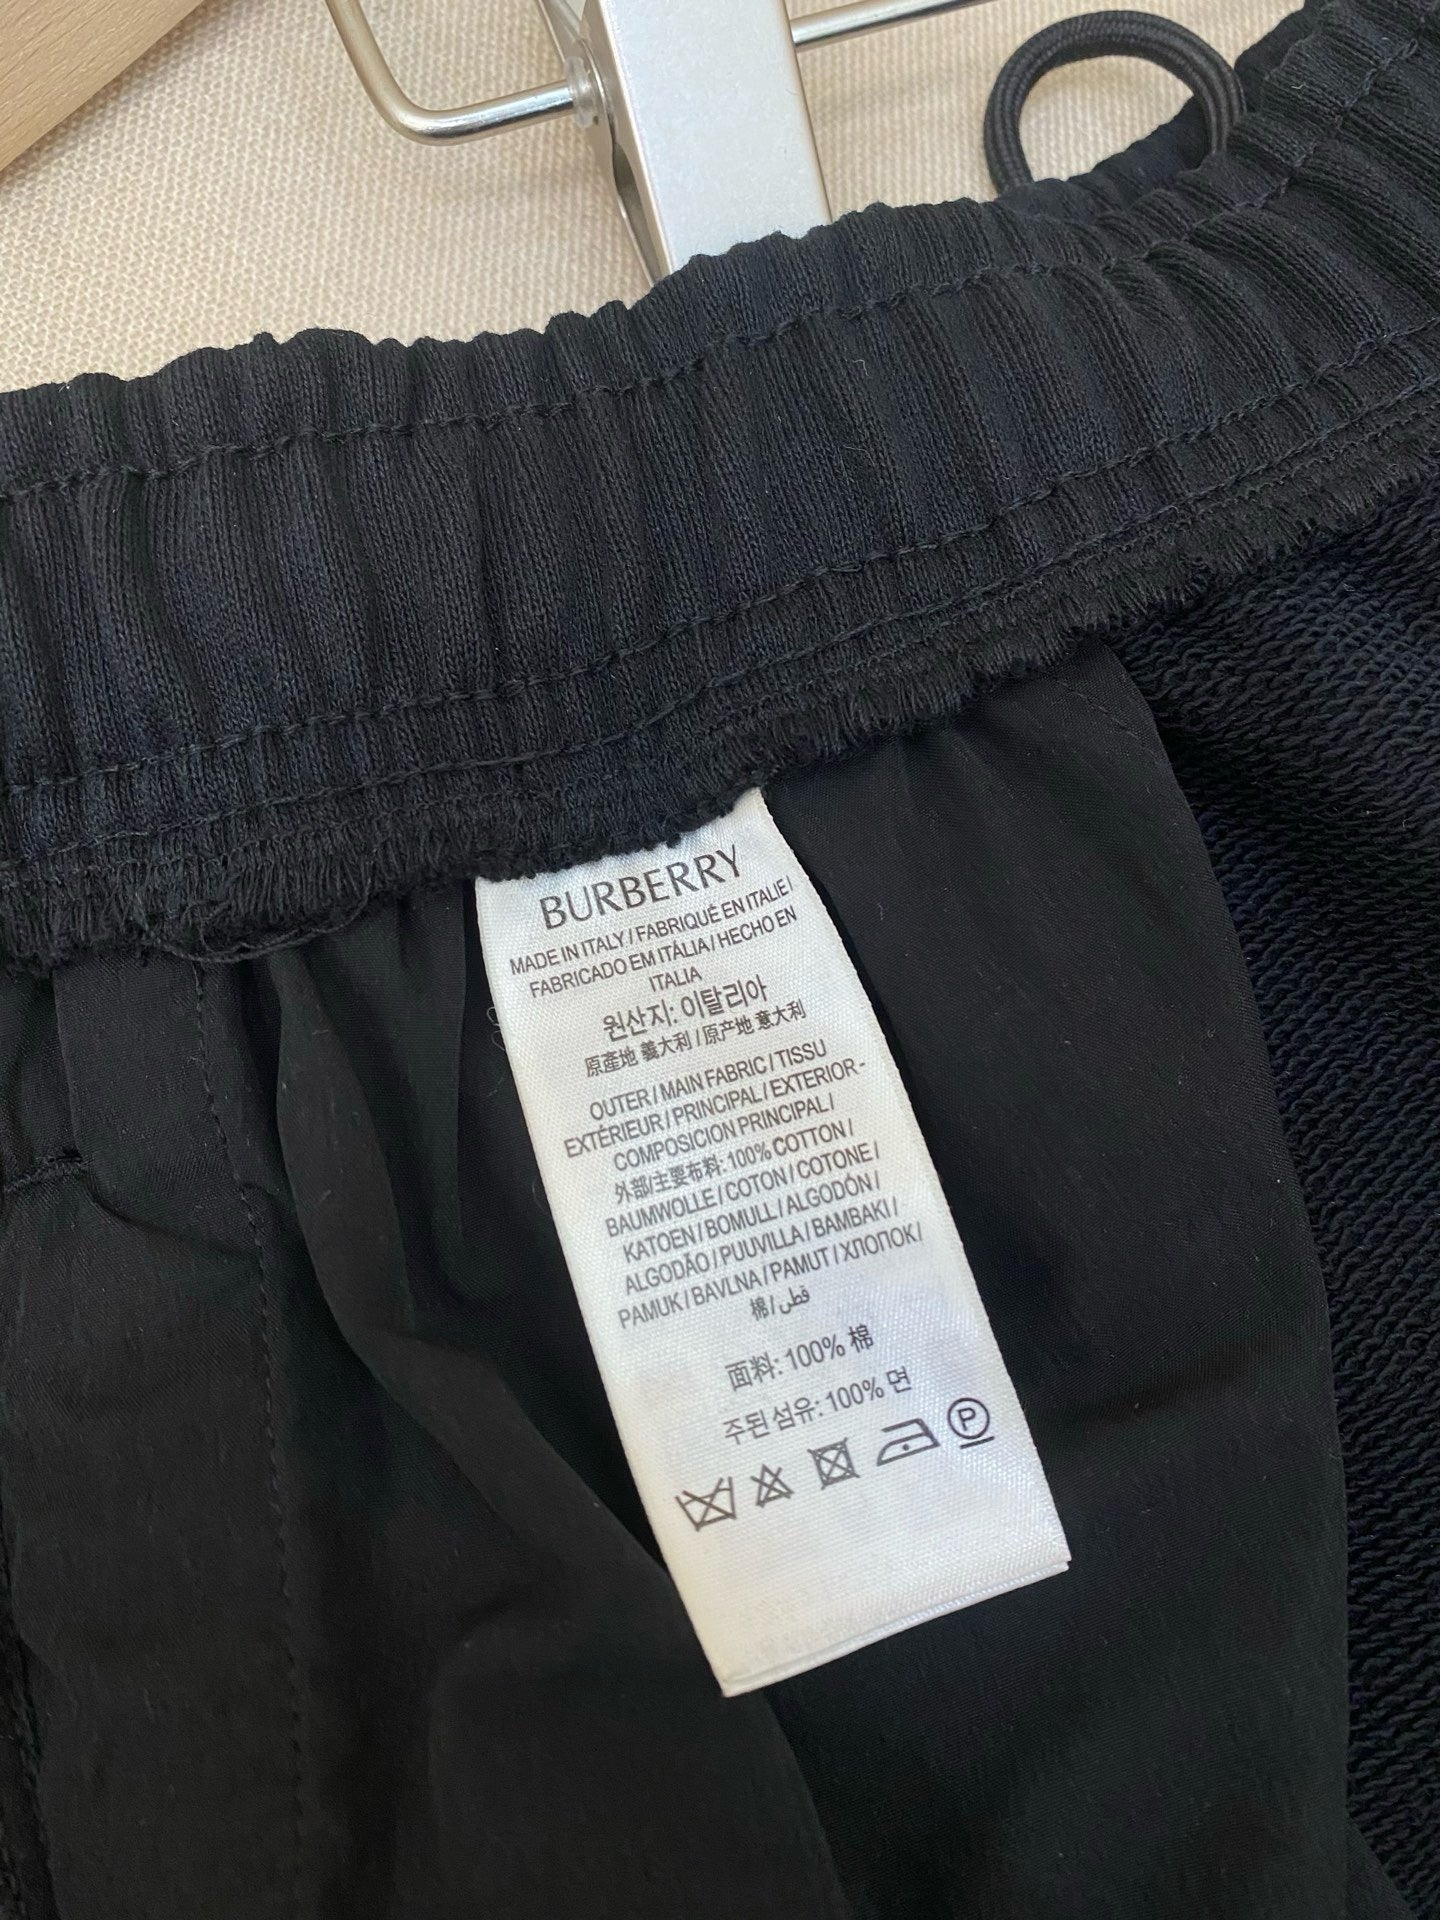 BURBERRY
MADE IN ITALY / FABRIQUÉ EN ITALIE /
FABRICADO EM ITÁLIA / HECHO EN
ITALIA
원산지: 이탈리아
原產地 義大利 / 原产地 意大利
OUTER / MAIN FABRIC / TISSU
EXTÉRIEUR / PRINCIPAL / EXTERIOR -
COMPOSICION PRINCIPAL /
外部/主要布料: 100% COTTON /
BAUMWOLLE / COTON / COTONE /
KATOEN / BOMULL / ALGODÓN /
ALGODÃO / PUUVILLA / BAMBAKI /
PAMUK / BAVLNA / PAMUT / ХЛОПОК /
棉 / قطن
面料: 100% 棉
주된 섬유: 100% 면
P